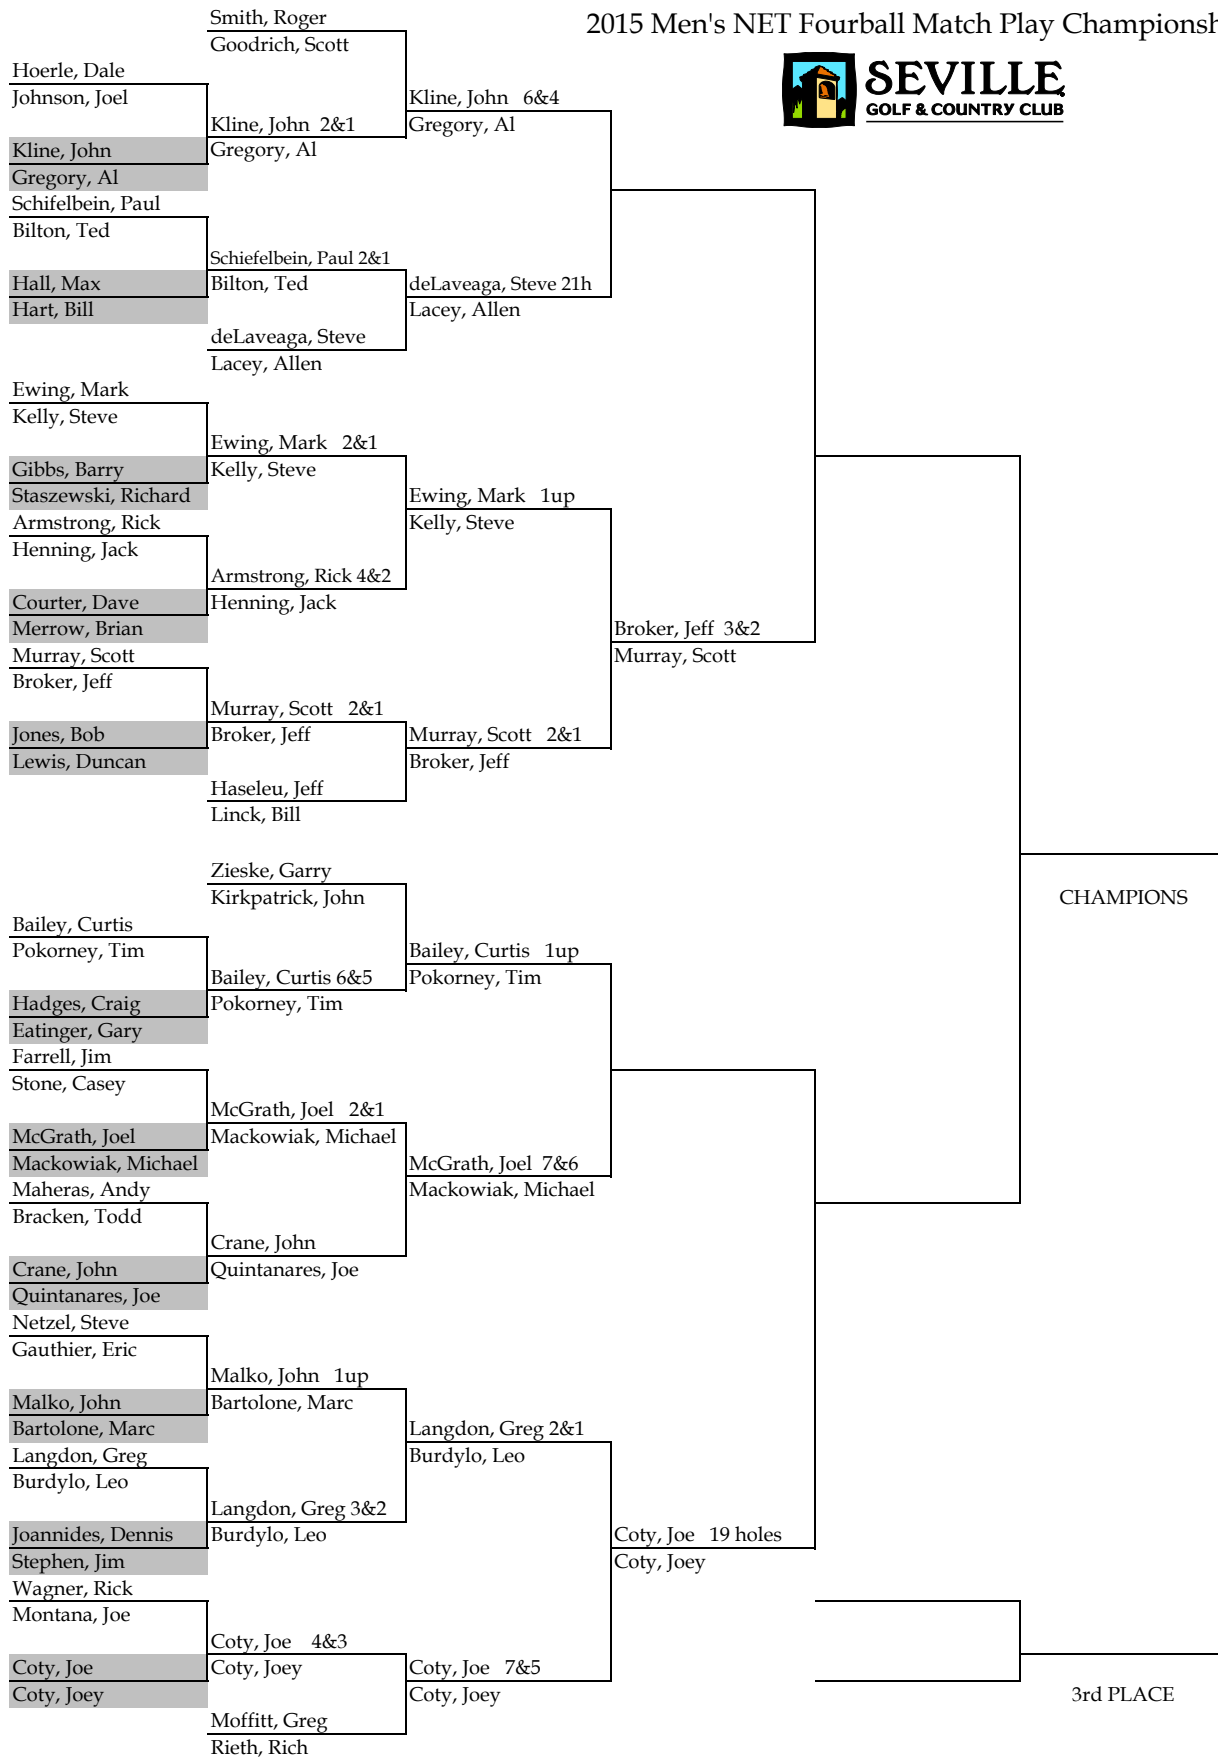 2015 Men's NET Fourball Match Play Championsh
SEVILLE
GOLF & COUNTRY CLUB
Smith, Roger
Goodrich, Scott
Hoerle, Dale
Johnson, Joel
Kline, John 6&4
Gregory, Al
Kline, John 2&1
Gregory, Al
Kline, John
Gregory, Al
Schifelbein, Paul
Bilton, Ted
Schiefelbein, Paul 2&1
Bilton, Ted
Hall, Max
Hart, Bill
deLaveaga, Steve 21h
Lacey, Allen
deLaveaga, Steve
Lacey, Allen
Ewing, Mark
Kelly, Steve
Ewing, Mark 2&1
Kelly, Steve
Gibbs, Barry
Staszewski, Richard
Ewing, Mark 1up
Kelly, Steve
Armstrong, Rick
Henning, Jack
Armstrong, Rick 4&2
Henning, Jack
Courter, Dave
Merrow, Brian
Broker, Jeff 3&2
Murray, Scott
Murray, Scott
Broker, Jeff
Murray, Scott 2&1
Broker, Jeff
Jones, Bob
Lewis, Duncan
Murray, Scott 2&1
Broker, Jeff
Haseleu, Jeff
Linck, Bill
Zieske, Garry
Kirkpatrick, John
CHAMPIONS
Bailey, Curtis
Pokorney, Tim
Bailey, Curtis 1up
Pokorney, Tim
Bailey, Curtis 6&5
Pokorney, Tim
Hadges, Craig
Eatinger, Gary
Farrell, Jim
Stone, Casey
McGrath, Joel 2&1
Mackowiak, Michael
McGrath, Joel
Mackowiak, Michael
McGrath, Joel 7&6
Mackowiak, Michael
Maheras, Andy
Bracken, Todd
Crane, John
Quintanares, Joe
Crane, John
Quintanares, Joe
Netzel, Steve
Gauthier, Eric
Malko, John 1up
Bartolone, Marc
Malko, John
Bartolone, Marc
Langdon, Greg 2&1
Burdylo, Leo
Langdon, Greg
Burdylo, Leo
Langdon, Greg 3&2
Burdylo, Leo
Joannides, Dennis
Stephen, Jim
Coty, Joe 19 holes
Coty, Joey
Wagner, Rick
Montana, Joe
Coty, Joe 4&3
Coty, Joey
Coty, Joe
Coty, Joey
Coty, Joe 7&5
Coty, Joey
3rd PLACE
Moffitt, Greg
Rieth, Rich